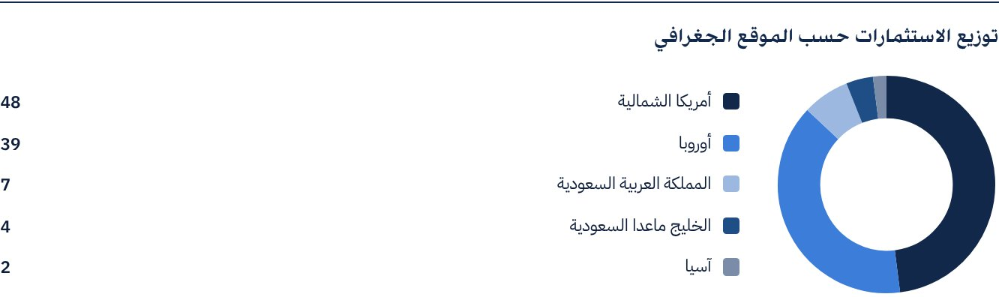 توزيع الاستثمارات حسب الموقع الجغرافي
أمريكا الشمالية 48
أوروبا 39
المملكة العربية السعودية 7
الخليج ماعدا السعودية 4
آسيا 2